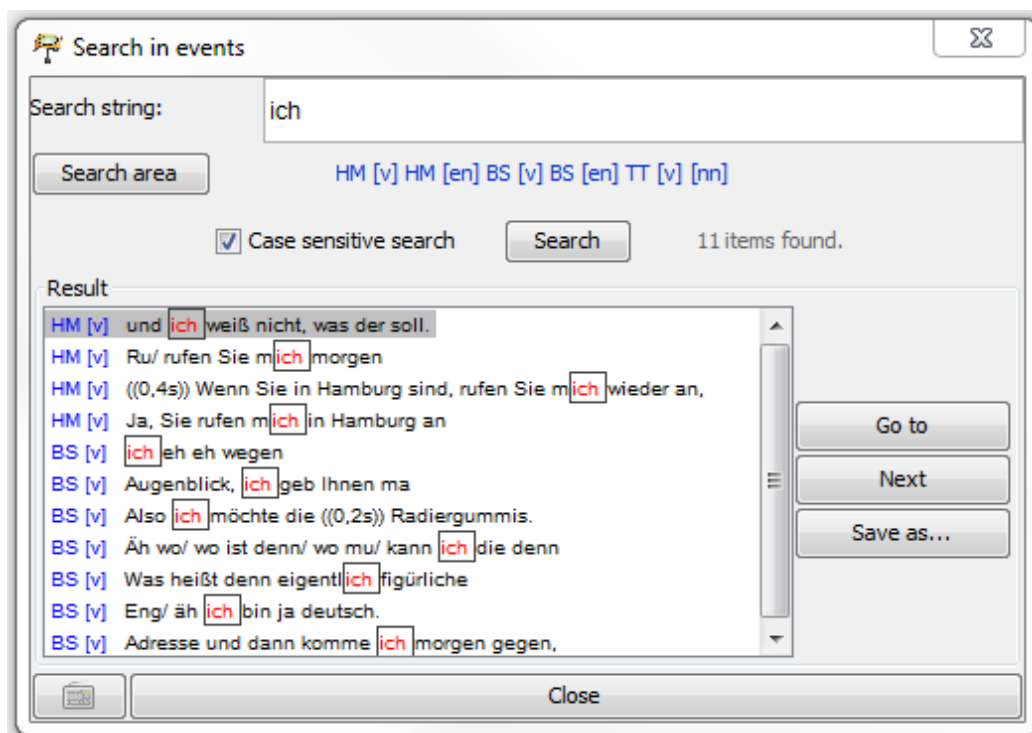 Search in events
Search string: ich
Search area HM [v] HM [en] BS [v] BS [en] TT [v] [nn]
Case sensitive search Search 11 items found.
Result
HM [v] und ich weiß nicht, was der soll.
HM [v] Ru/ rufen Sie mich morgen
HM [v] ((0,4s)) Wenn Sie in Hamburg sind, rufen Sie mich wieder an,
HM [v] Ja, Sie rufen mich in Hamburg an
BS [v] ich eh eh wegen
BS [v] Augenblick, ich geb Ihnen ma
BS [v] Also ich möchte die ((0,2s)) Radiergummis.
BS [v] Äh wo/ wo ist denn/ wo mu/ kann ich die denn
BS [v] Was heißt denn eigentlich figürliche
BS [v] Eng/ äh ich bin ja deutsch.
BS [v] Adresse und dann komme ich morgen gegen,
Go to
Next
Save as...
Close